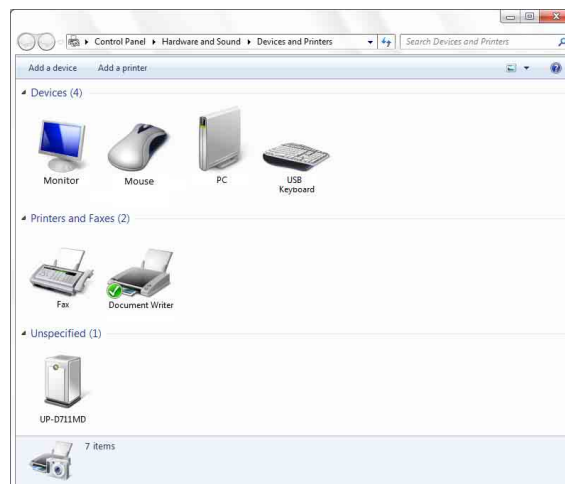 Control Panel Hardware and Sound Devices and Printers Search Devices and Printers
Add a device Add a printer
Devices (4)
Monitor Mouse PC USB
Keyboard
Printers and Faxes (2)
Fax Document Writer
Unspecified (1)
UP-D711MD
7 items